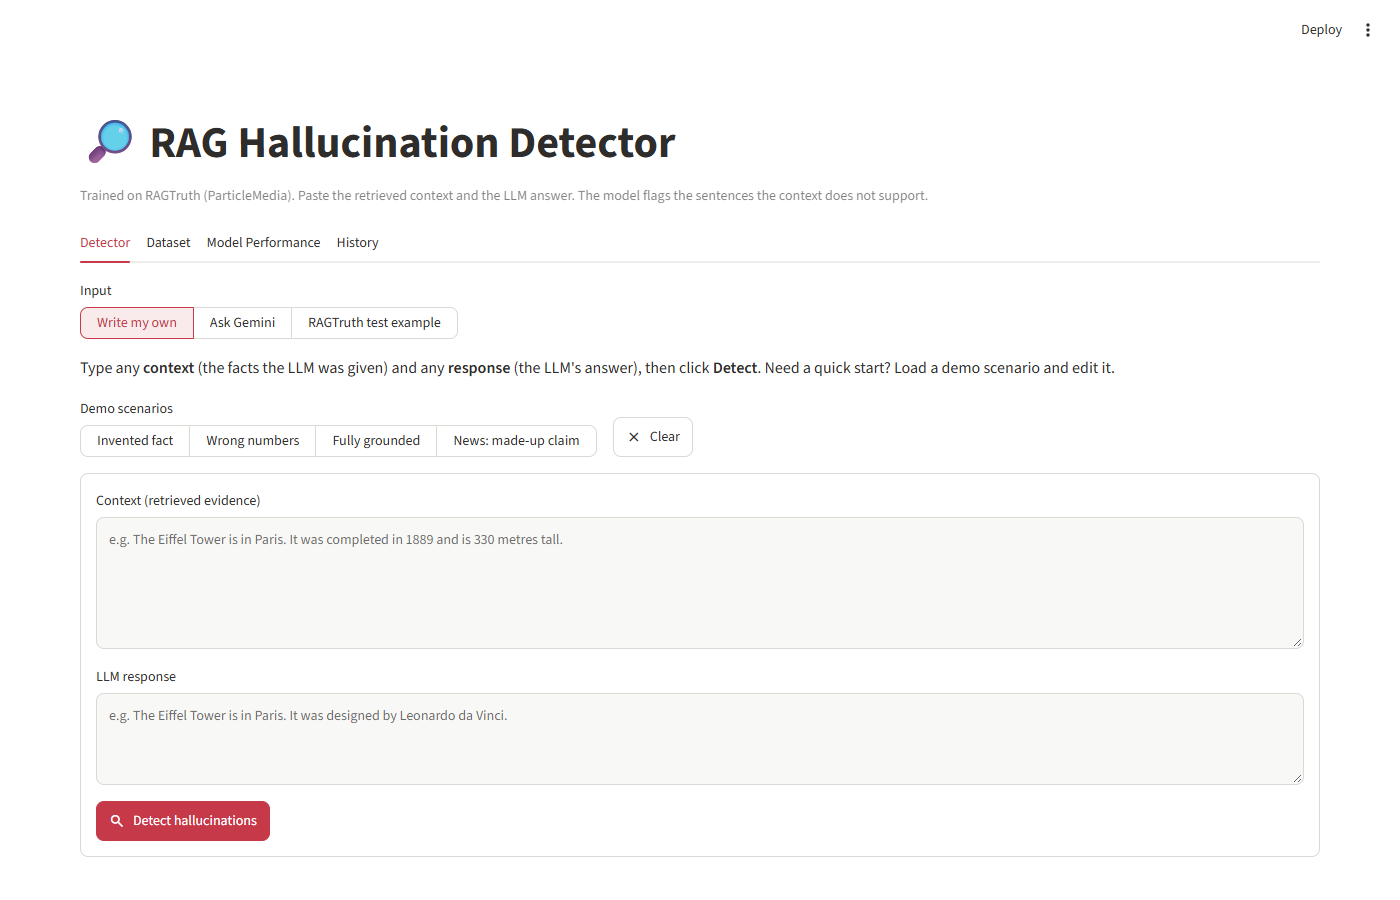 Deploy
RAG Hallucination Detector
Trained on RAGTruth (ParticleMedia). Paste the retrieved context and the LLM answer. The model flags the sentences the context does not support.
Detector Dataset Model Performance History
Input
Write my own Ask Gemini RAGTruth test example
Type any context (the facts the LLM was given) and any response (the LLM's answer), then click Detect. Need a quick start? Load a demo scenario and edit it.
Demo scenarios
Invented fact Wrong numbers Fully grounded News: made-up claim Clear
Context (retrieved evidence)
e.g. The Eiffel Tower is in Paris. It was completed in 1889 and is 330 metres tall.
LLM response
e.g. The Eiffel Tower is in Paris. It was designed by Leonardo da Vinci.
Detect hallucinations